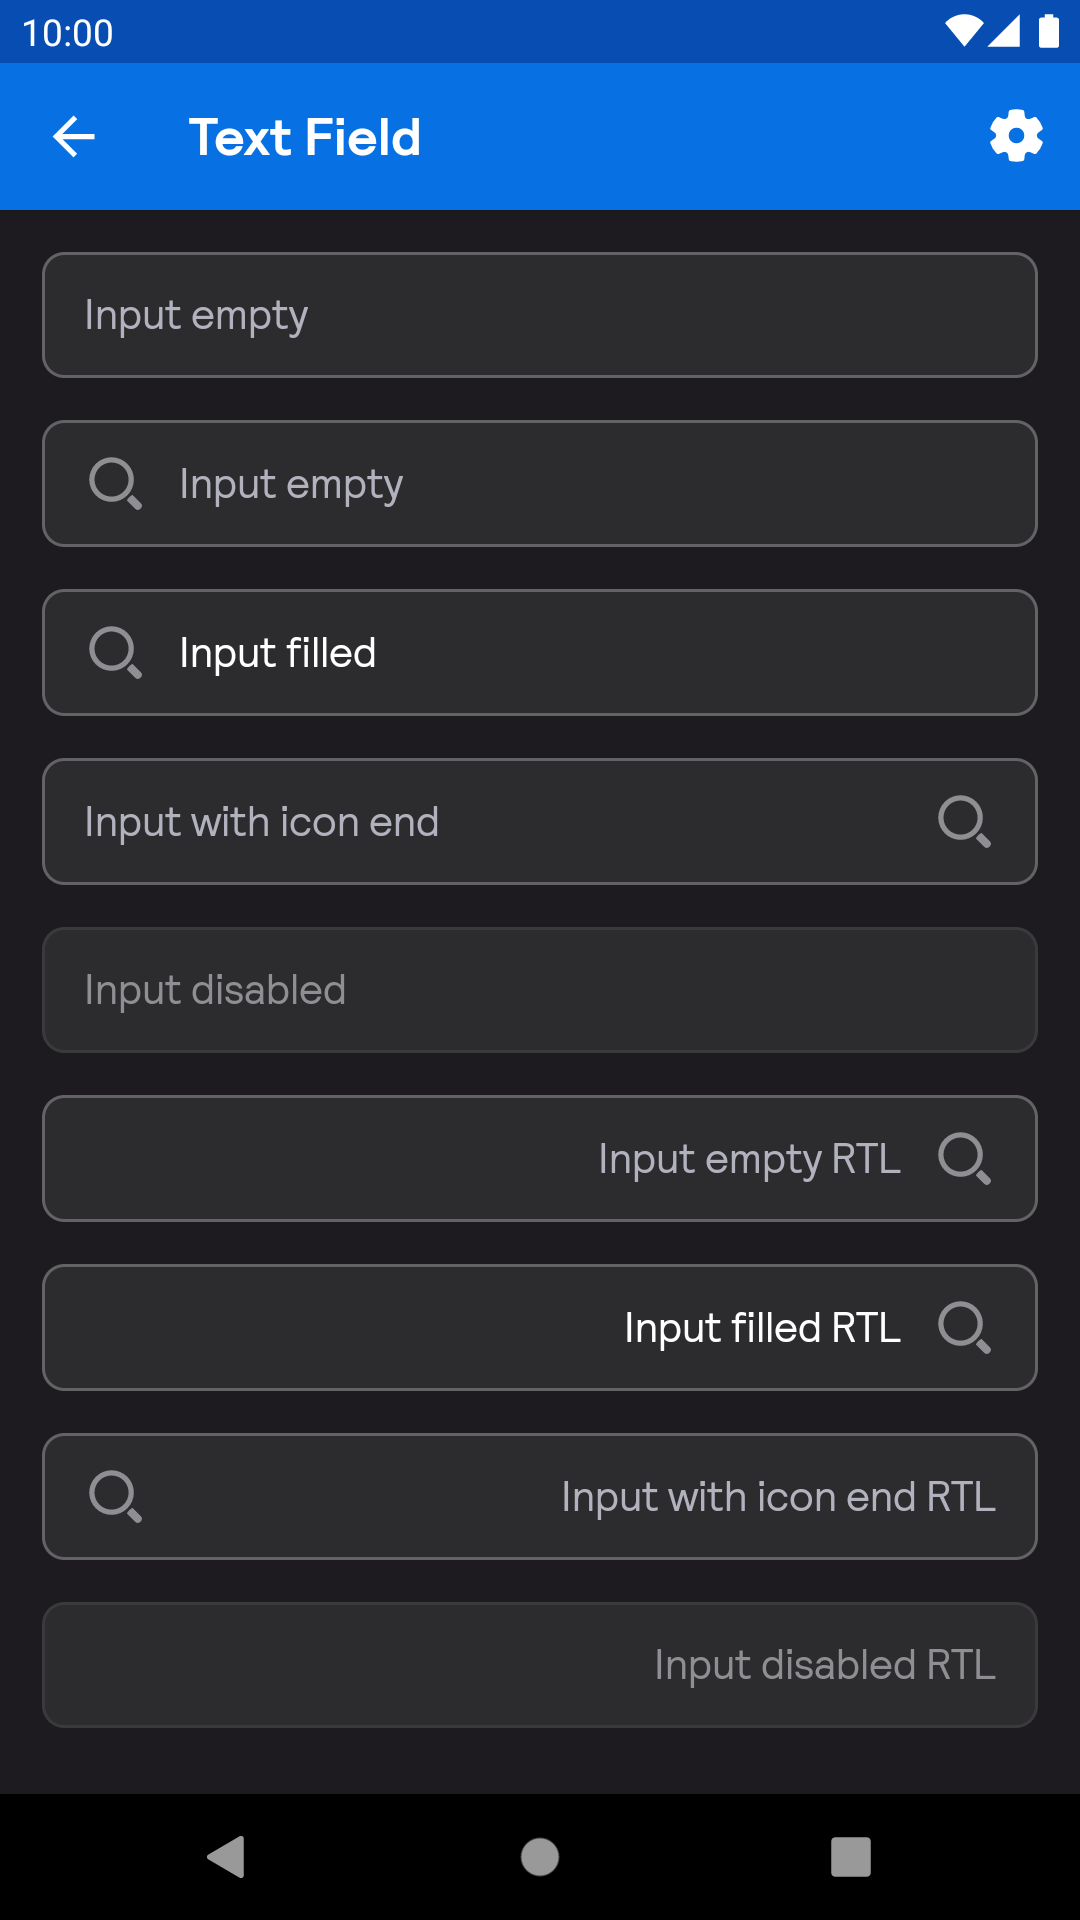 10:00
Text Field
Input empty
Input empty
Input filled
Input with icon end
Input disabled
Input empty RTL
Input filled RTL
Input with icon end RTL
Input disabled RTL